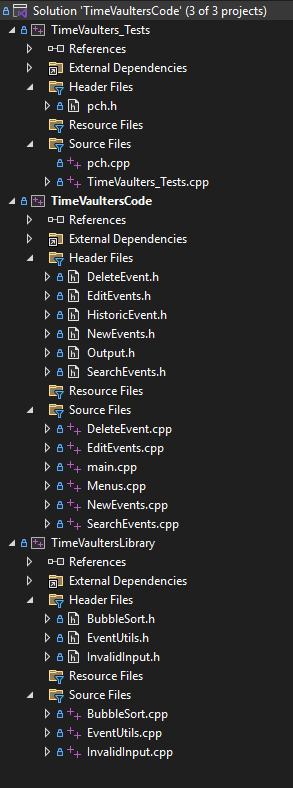 Solution 'TimeVaultersCode' (3 of 3 projects)
TimeVaulters_Tests
References
External Dependencies
Header Files
pch.h
Resource Files
Source Files
pch.cpp
TimeVaulters_Tests.cpp
TimeVaultersCode
References
External Dependencies
Header Files
DeleteEvent.h
EditEvents.h
HistoricEvent.h
NewEvents.h
Output.h
SearchEvents.h
Resource Files
Source Files
DeleteEvent.cpp
EditEvents.cpp
main.cpp
Menus.cpp
NewEvents.cpp
SearchEvents.cpp
TimeVaultersLibrary
References
External Dependencies
Header Files
BubbleSort.h
EventUtils.h
InvalidInput.h
Resource Files
Source Files
BubbleSort.cpp
EventUtils.cpp
InvalidInput.cpp